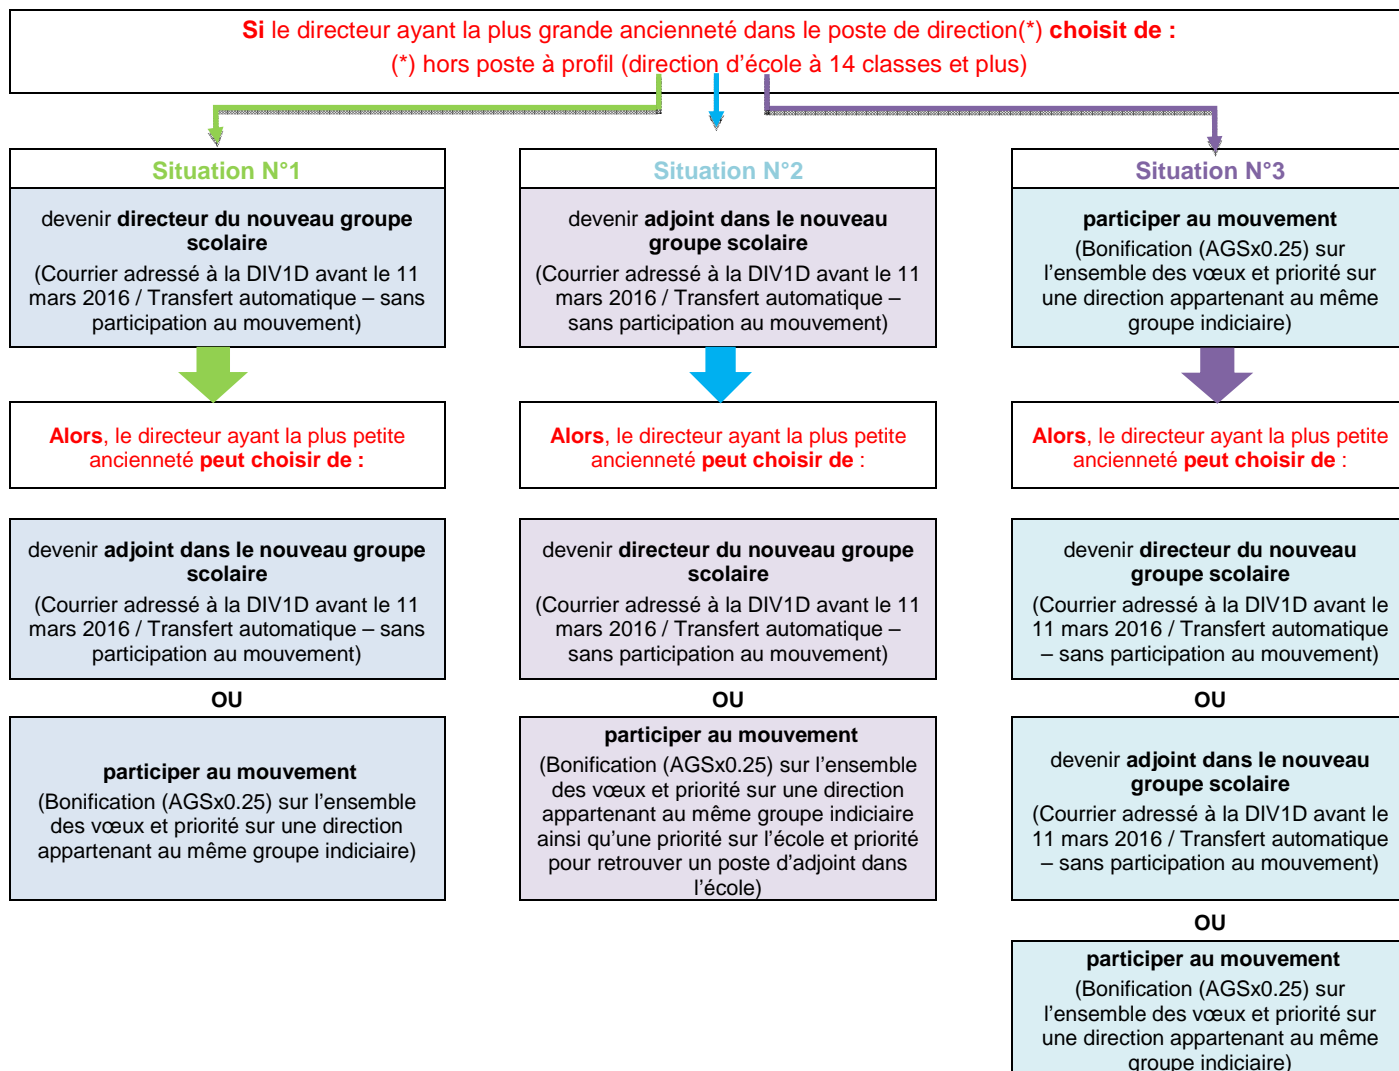 Si le directeur ayant la plus grande ancienneté dans le poste de direction(*) choisit de :
(*) hors poste à profil (direction d'école à 14 classes et plus)
Situation N°1
devenir directeur du nouveau groupe
scolaire
(Courrier adressé à la DIV1D avant le 11
mars 2016 / Transfert automatique – sans
participation au mouvement)
Alors, le directeur ayant la plus petite
ancienneté peut choisir de :
devenir adjoint dans le nouveau groupe
scolaire
(Courrier adressé à la DIV1D avant le 11
mars 2016 / Transfert automatique – sans
participation au mouvement)
OU
participer au mouvement
(Bonification (AGSx0.25) sur l'ensemble
des vœux et priorité sur une direction
appartenant au même groupe indiciaire)
Situation N°2
devenir adjoint dans le nouveau
groupe scolaire
(Courrier adressé à la DIV1D avant le 11
mars 2016 / Transfert automatique –
sans participation au mouvement)
Alors, le directeur ayant la plus petite
ancienneté peut choisir de :
devenir directeur du nouveau groupe
scolaire
(Courrier adressé à la DIV1D avant le 11
mars 2016 / Transfert automatique –
sans participation au mouvement)
OU
participer au mouvement
(Bonification (AGSx0.25) sur l'ensemble
des vœux et priorité sur une direction
appartenant au même groupe indiciaire
ainsi qu'une priorité sur l'école et priorité
pour retrouver un poste d'adjoint dans
l'école)
Situation N°3
participer au mouvement
(Bonification (AGSx0.25) sur
l'ensemble des vœux et priorité sur
une direction appartenant au même
groupe indiciaire)
Alors, le directeur ayant la plus petite
ancienneté peut choisir de :
devenir directeur du nouveau
groupe scolaire
(Courrier adressé à la DIV1D avant le
11 mars 2016 / Transfert automatique
– sans participation au mouvement)
OU
devenir adjoint dans le nouveau
groupe scolaire
(Courrier adressé à la DIV1D avant le
11 mars 2016 / Transfert automatique
– sans participation au mouvement)
OU
participer au mouvement
(Bonification (AGSx0.25) sur
l'ensemble des vœux et priorité sur
une direction appartenant au même
groupe indiciaire)